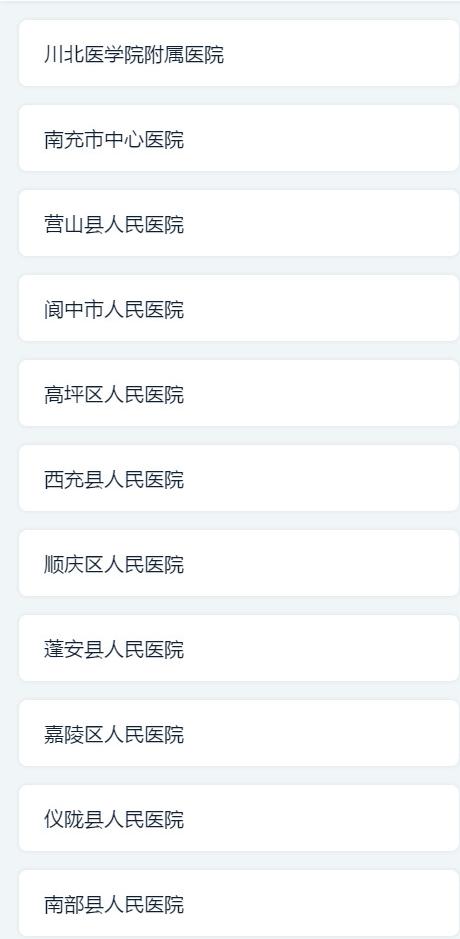 川北医学院附属医院
南充市中心医院
营山县人民医院
阆中市人民医院
高坪区人民医院
西充县人民医院
顺庆区人民医院
蓬安县人民医院
嘉陵区人民医院
仪陇县人民医院
南部县人民医院